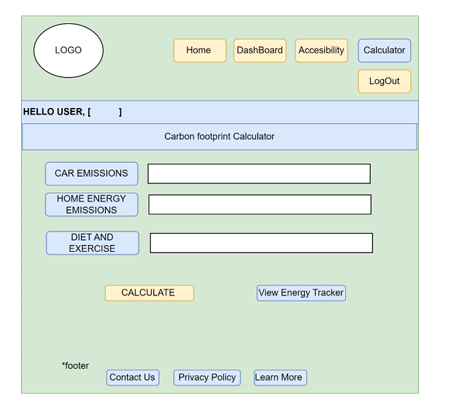 LOGO
Home
DashBoard
Accesibility
Calculator
LogOut
HELLO USER, [ ]
Carbon footprint Calculator
CAR EMISSIONS
HOME ENERGY
EMISSIONS
DIET AND
EXERCISE
CALCULATE
View Energy Tracker
*footer
Contact Us
Privacy Policy
Learn More